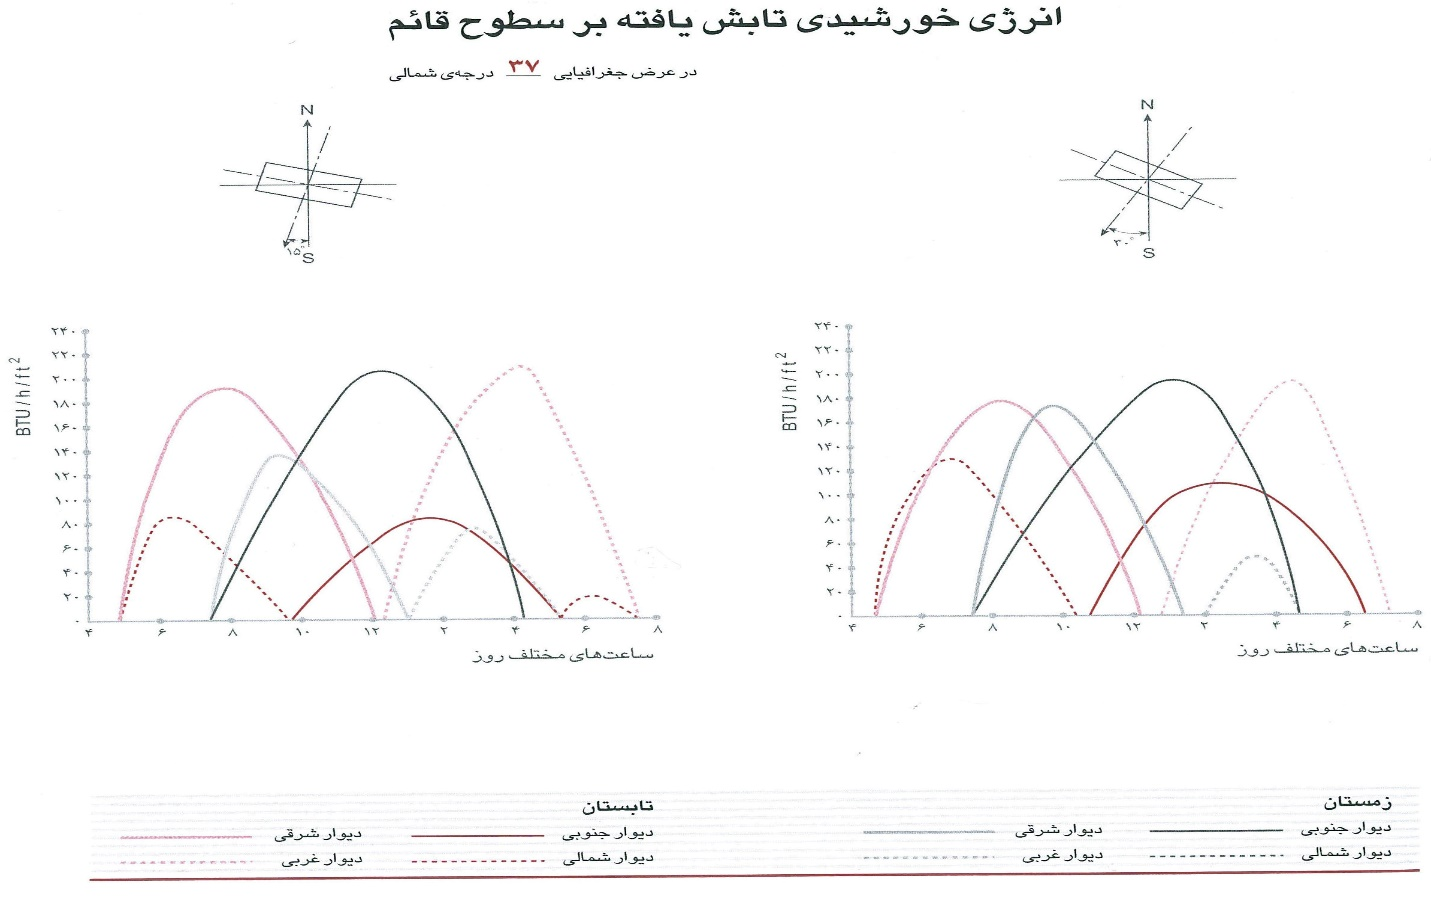 انرژی خورشیدی تابش یافته بر سطوح قائم
در عرض جغرافیایی ۳۷ درجه‌ی شمالی
N
۳۰°
S
N
۱۵°
S
BTU / h / ft²
۲۴۰
۲۲۰
۲۰۰
۱۸۰
۱۶۰
۱۴۰
۱۲۰
۱۰۰
۸۰
۶۰
۴۰
۲۰
۰
۴ ۶ ۸ ۱۰ ۱۲ ۲ ۴ ۶ ۸
ساعت‌های مختلف روز
BTU / h / ft²
۲۴۰
۲۲۰
۲۰۰
۱۸۰
۱۶۰
۱۴۰
۱۲۰
۱۰۰
۸۰
۶۰
۴۰
۲۰
۰
۴ ۶ ۸ ۱۰ ۱۲ ۲ ۴ ۶ ۸
ساعت‌های مختلف روز
زمستان
دیوار جنوبی
دیوار شرقی
دیوار شمالی
دیوار غربی
تابستان
دیوار جنوبی
دیوار شرقی
دیوار شمالی
دیوار غربی